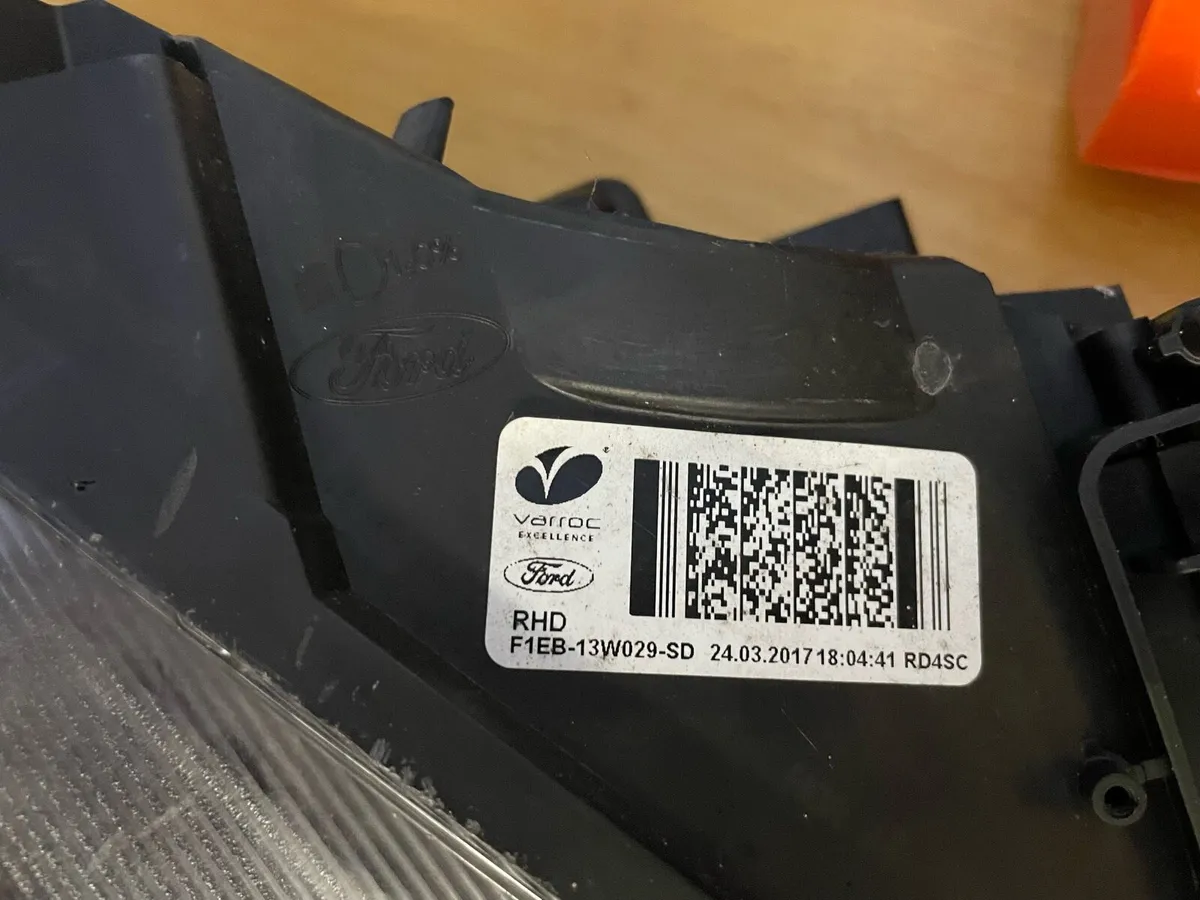 Ford
varroc
EXCELLENCE
Ford
RHD
F1EB-13W029-SD 24.03.2017 18:04:41 RD4SC